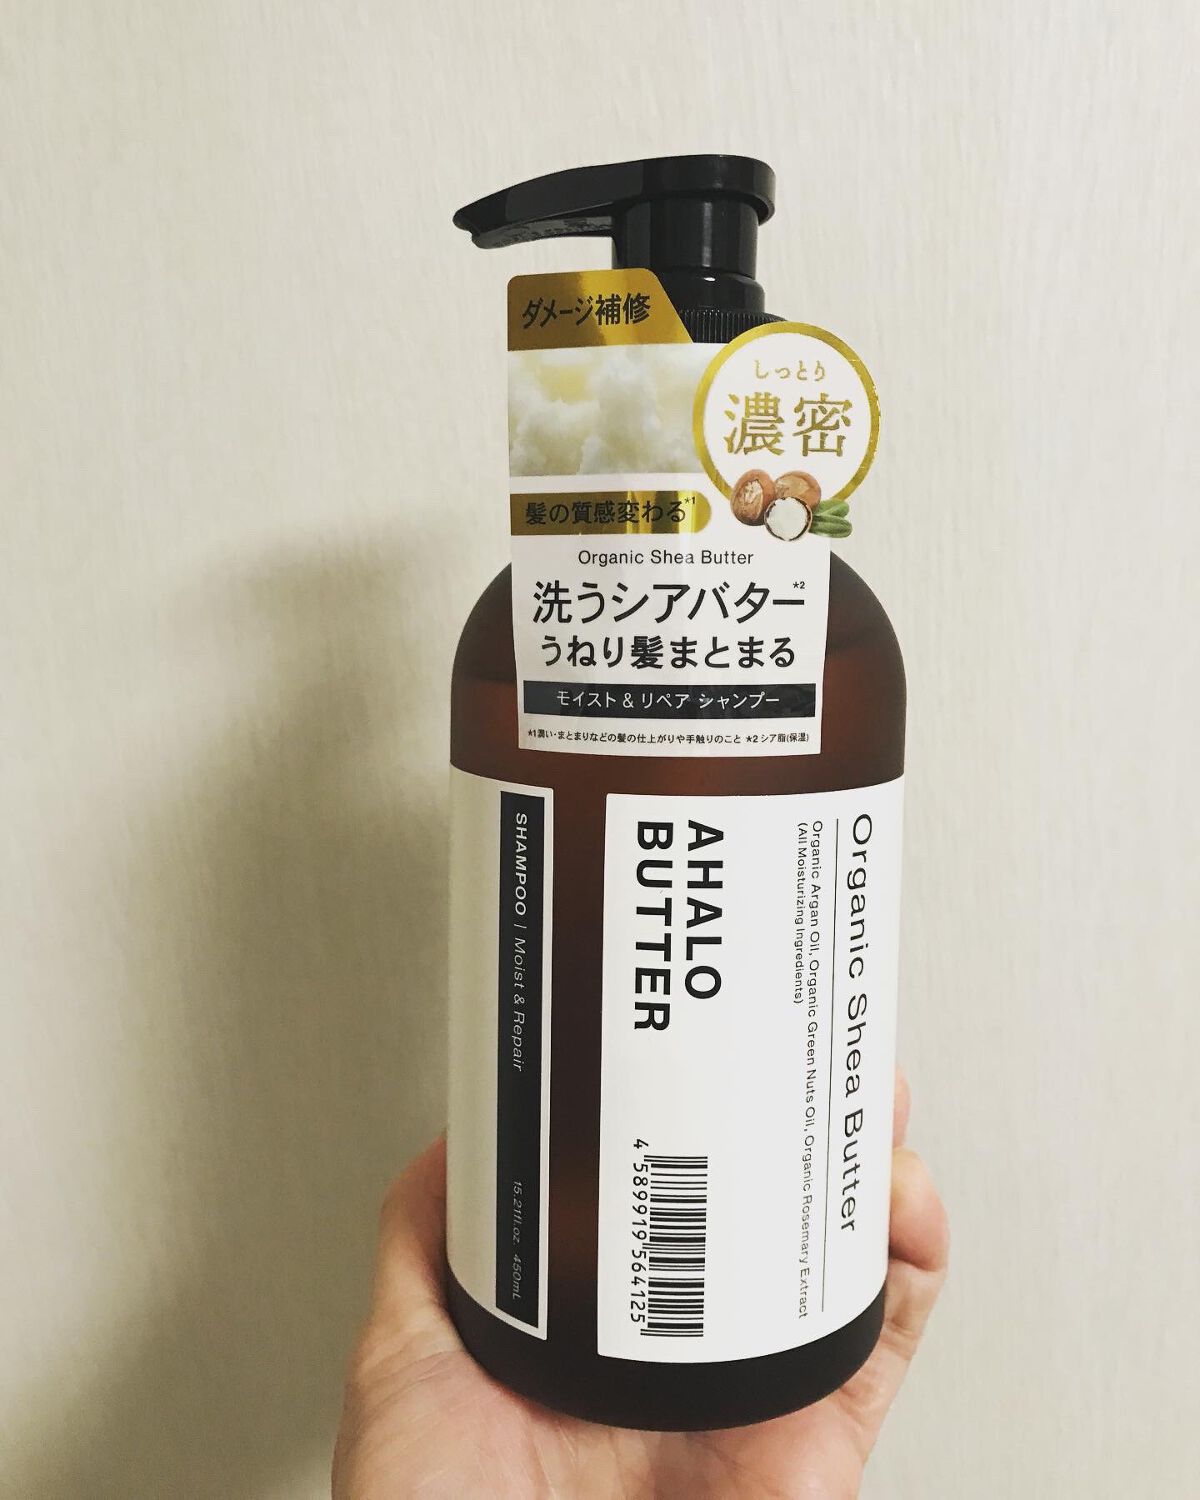 ダメージ補修
しっとり
濃密
髪の質感変わる*1
Organic Shea Butter
洗うシアバター*2
うねり髪まとまる
モイスト & リペア シャンプー
*1 潤い・まとまりなどの髪の仕上がりや手触りのこと *2 シア脂(保湿)
Organic Shea Butter
Organic Argan Oil, Organic Green Nuts Oil, Organic Rosemary Extract
(All Moisturizing Ingredients)
AHALO
BUTTER
4 589919 564125
SHAMPOO | Moist & Repair
15.21fl.oz. 450mL